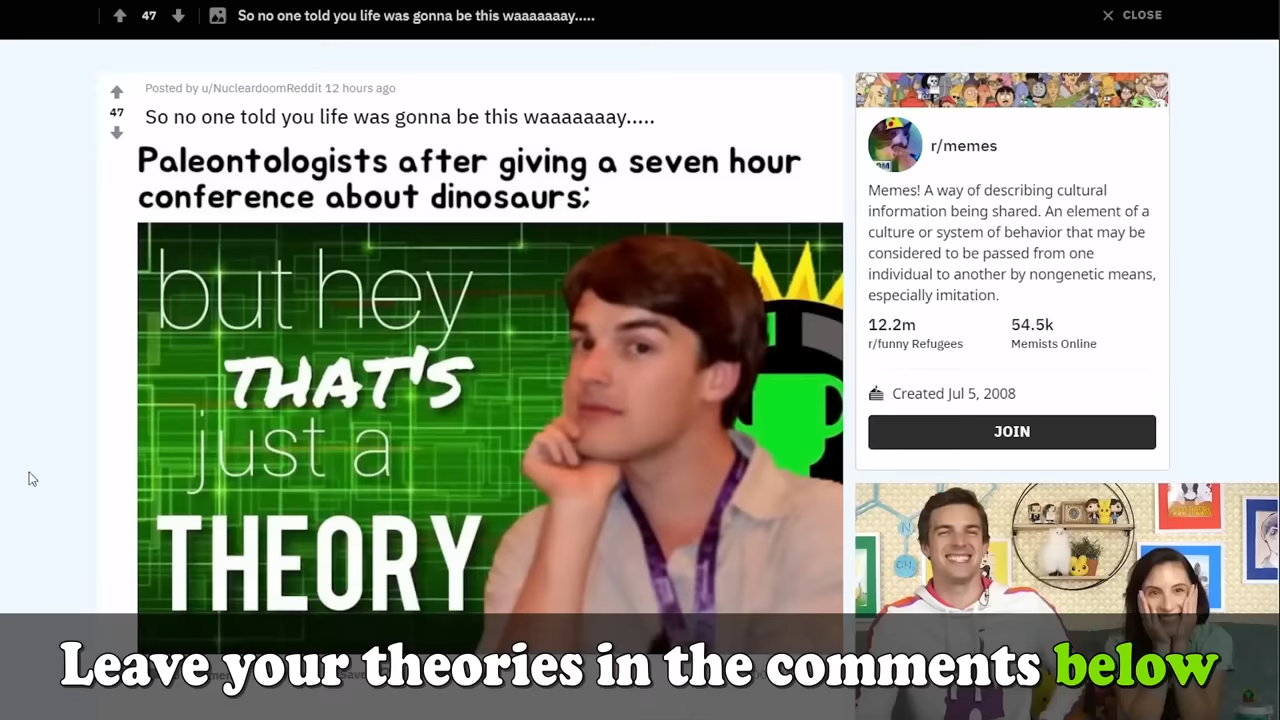 47
So no one told you life was gonna be this waaaaaaay.....
CLOSE
Posted by u/NucleardoomReddit 12 hours ago
47
So no one told you life was gonna be this waaaaaaay.....
Paleontologists after giving a seven hour
conference about dinosaurs;
but hey
THAT'S
just a
THEORY
r/memes
Memes! A way of describing cultural
information being shared. An element of a
culture or system of behavior that may be
considered to be passed from one
individual to another by nongenetic means,
especially imitation.
12.2m
54.5k
r/funny Refugees
Memists Online
Created Jul 5, 2008
JOIN
Leave your theories in the comments below